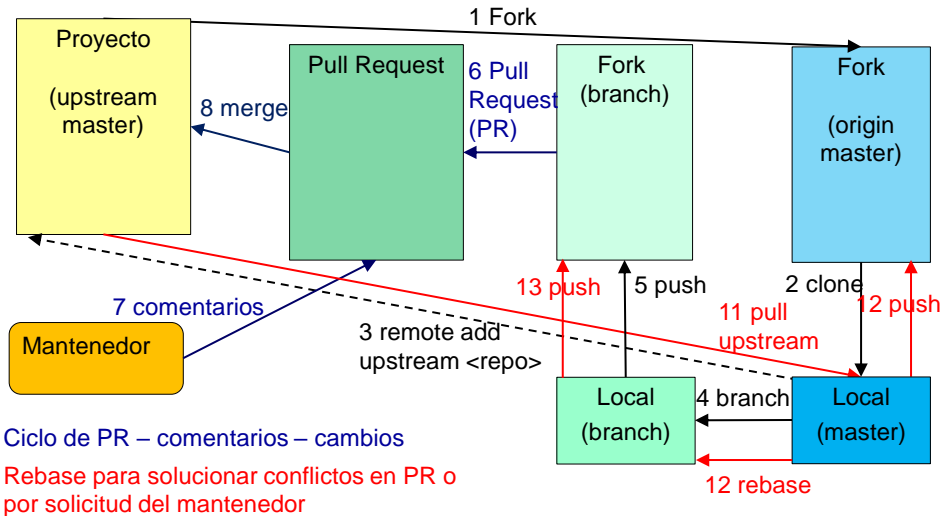 1 Fork
Proyecto
(upstream
master)
Pull Request
6 Pull
Request
(PR)
Fork
(branch)
Fork
(origin
master)
8 merge
13 push
5 push
2 clone
12 push
7 comentarios
3 remote add
upstream <repo>
11 pull
upstream
Mantenedor
Local
(branch)
4 branch
Local
(master)
12 rebase
Ciclo de PR – comentarios – cambios
Rebase para solucionar conflictos en PR o
por solicitud del mantenedor